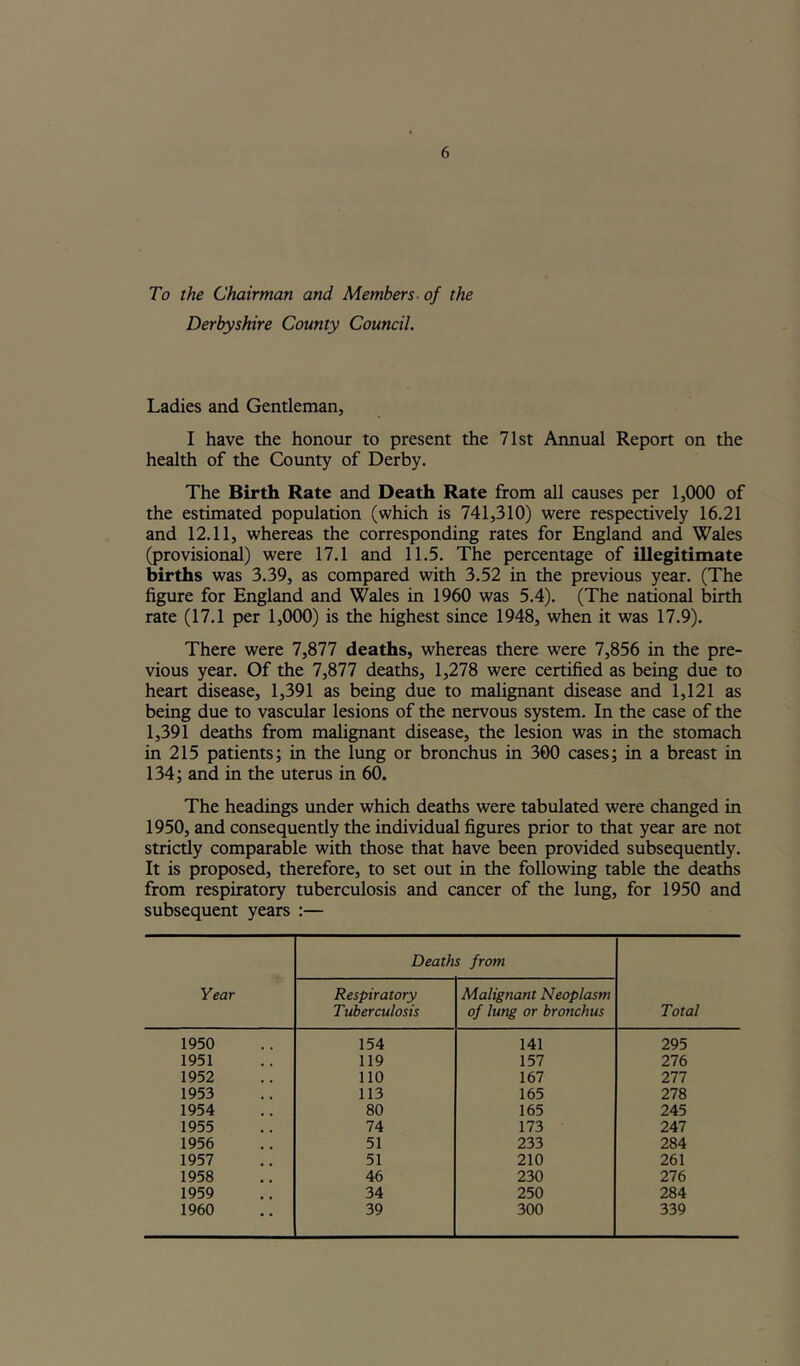 6
To the Chairman and Members of the
Derbyshire County Council.
Ladies and Gentleman,
I have the honour to present the 71st Annual Report on the
health of the County of Derby.
The Birth Rate and Death Rate from all causes per 1,000 of
the estimated population (which is 741,310) were respectively 16.21
and 12.11, whereas the corresponding rates for England and Wales
(provisional) were 17.1 and 11.5. The percentage of illegitimate
births was 3.39, as compared with 3.52 in the previous year. (The
figure for England and Wales in 1960 was 5.4). (The national birth
rate (17.1 per 1,000) is the highest since 1948, when it was 17.9).
There were 7,877 deaths, whereas there were 7,856 in the pre-
vious year. Of the 7,877 deaths, 1,278 were certified as being due to
heart disease, 1,391 as being due to malignant disease and 1,121 as
being due to vascular lesions of the nervous system. In the case of the
1,391 deaths from malignant disease, the lesion was in the stomach
in 215 patients; in the lung or bronchus in 300 cases; in a breast in
134; and in the uterus in 60.
The headings under which deaths were tabulated were changed in
1950, and consequently the individual figures prior to that year are not
strictly comparable with those that have been provided subsequently.
It is proposed, therefore, to set out in the following table the deaths
from respiratory tuberculosis and cancer of the lung, for 1950 and
subsequent years :—
Deaths from
Year Respiratory Malignant Neoplasm
Tuberculosis of lung or bronchus Total
1950 .. 154 141 295
1951 .. 119 157 276
1952 .. 110 167 277
1953 .. 113 165 278
1954 .. 80 165 245
1955 .. 74 173 247
1956 .. 51 233 284
1957 .. 51 210 261
1958 .. 46 230 276
1959 .. 34 250 284
1960 .. 39 300 339